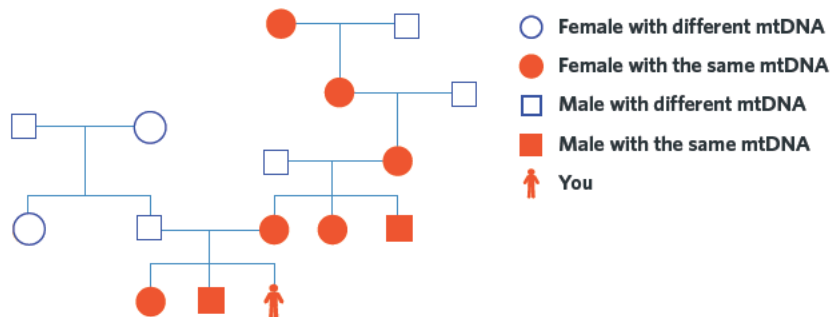 Female with different mtDNA
Female with the same mtDNA
Male with different mtDNA
Male with the same mtDNA
You